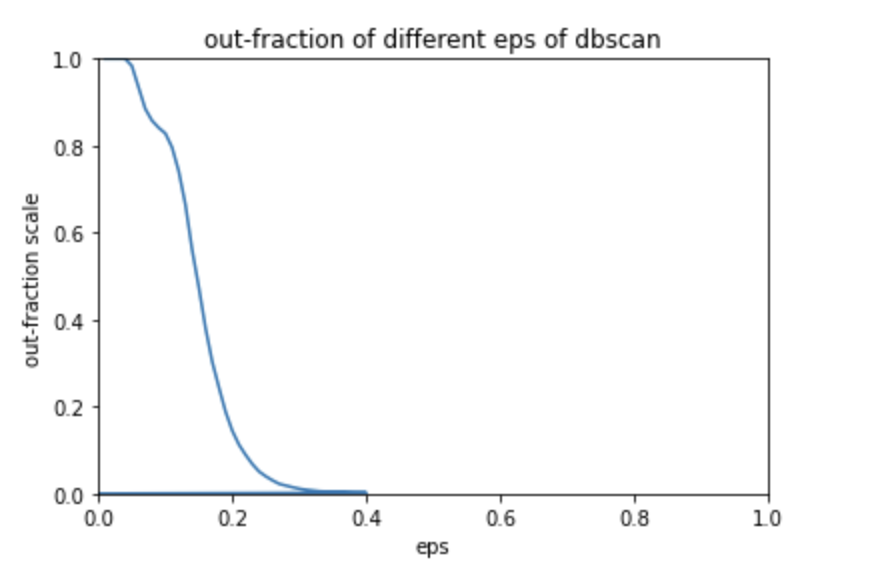 out-fraction of different eps of dbscan
1.0
0.8
0.6
0.4
0.2
0.0
out-fraction scale
0.0 0.2 0.4 0.6 0.8 1.0
eps